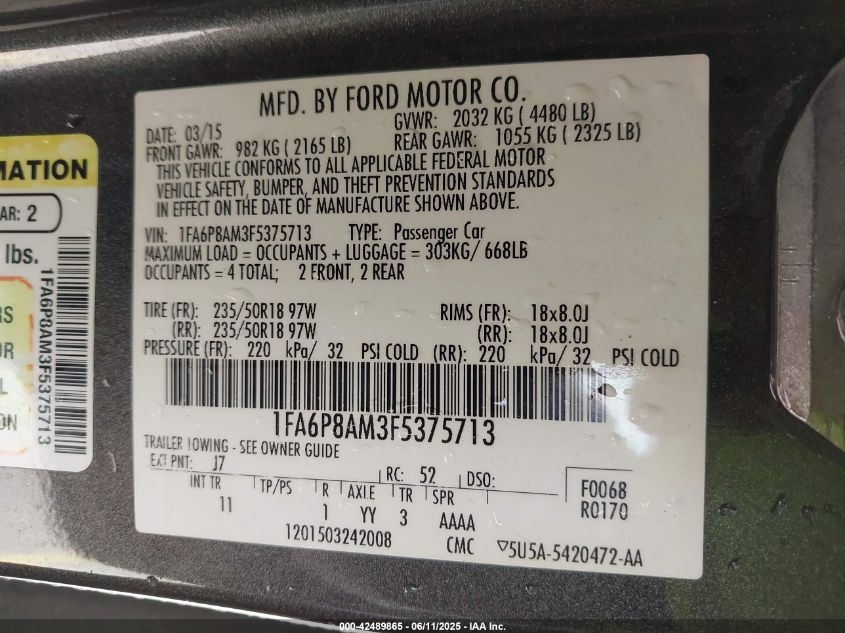 MFD. BY FORD MOTOR CO.
DATE: 03/15 GVWR: 2032 KG ( 4480 LB)
FRONT GAWR: 982 KG ( 2165 LB) REAR GAWR: 1055 KG ( 2325 LB)
THIS VEHICLE CONFORMS TO ALL APPLICABLE FEDERAL MOTOR
VEHICLE SAFETY, BUMPER, AND THEFT PREVENTION STANDARDS
IN EFFECT ON THE DATE OF MANUFACTURE SHOWN ABOVE.
VIN: 1FA6P8AM3F5375713 TYPE: Passenger Car
MAXIMUM LOAD = OCCUPANTS + LUGGAGE = 303KG/ 668LB
OCCUPANTS = 4 TOTAL; 2 FRONT, 2 REAR
TIRE (FR): 235/50R18 97W RIMS (FR): 18x8.0J
(RR): 235/50R18 97W (RR): 18x8.0J
PRESSURE (FR): 220 kPa/ 32 PSI COLD (RR): 220 kPa/ 32 PSI COLD
1FA6P8AM3F5375713
TRAILER TOWING - SEE OWNER GUIDE
EXT PNT: J7 RC: 52 DSO:
INT TR TP/PS R AXLE TR SPR
11 1 YY 3 AAAA
F0068
R0170
1201503242008 CMC ▽5U5A-5420472-AA
MATION
AR: 2
lbs.
RS
OR
L
ON
1FA6P8AM3F5375713
000-42489865 - 06/11/2025 - IAA Inc.